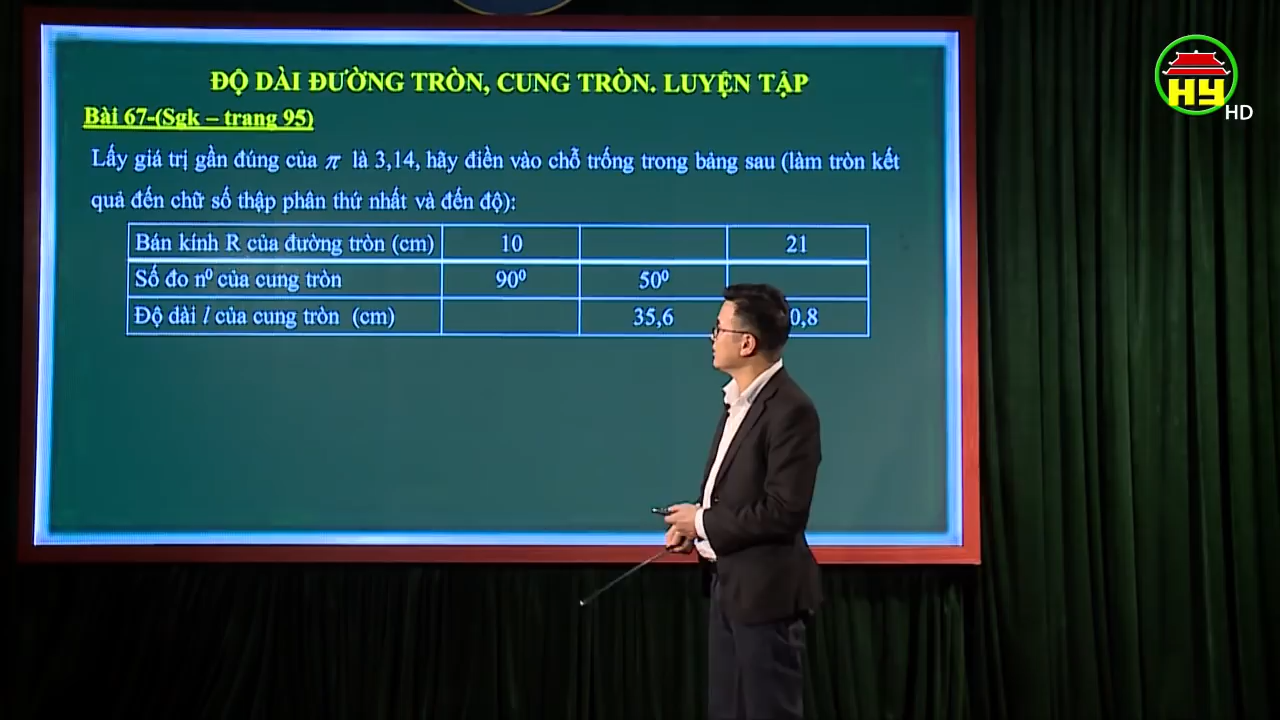 ĐỘ DÀI ĐƯỜNG TRÒN, CUNG TRÒN. LUYỆN TẬP
Bài 67-(Sgk – trang 95)
Lấy giá trị gần đúng của π là 3,14, hãy điền vào chỗ trống trong bảng sau (làm tròn kết
quả đến chữ số thập phân thứ nhất và đến độ):
Bán kính R của đường tròn (cm) 10 21
Số đo n⁰ của cung tròn 90⁰ 50⁰
Độ dài l của cung tròn (cm) 35,6 0,8
HY
HD